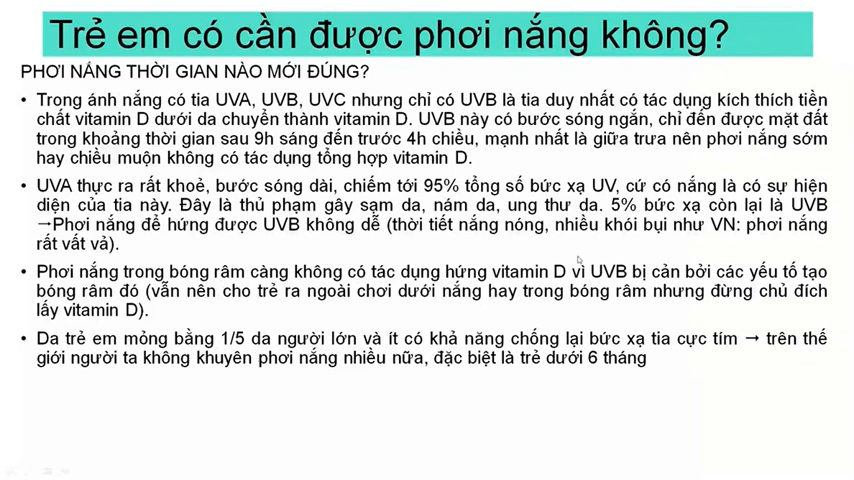 Trẻ em có cần được phơi nắng không?
PHƠI NẮNG THỜI GIAN NÀO MỚI ĐÚNG?
• Trong ánh nắng có tia UVA, UVB, UVC nhưng chỉ có UVB là tia duy nhất có tác dụng kích thích tiền
chất vitamin D dưới da chuyển thành vitamin D. UVB này có bước sóng ngắn, chỉ đến được mặt đất
trong khoảng thời gian sau 9h sáng đến trước 4h chiều, mạnh nhất là giữa trưa nên phơi nắng sớm
hay chiều muộn không có tác dụng tổng hợp vitamin D.
• UVA thực ra rất khoẻ, bước sóng dài, chiếm tới 95% tổng số bức xạ UV, cứ có nắng là có sự hiện
diện của tia này. Đây là thủ phạm gây sạm da, nám da, ung thư da. 5% bức xạ còn lại là UVB
→Phơi nắng để hứng được UVB không dễ (thời tiết nắng nóng, nhiều khói bụi như VN: phơi nắng
rất vất vả).
• Phơi nắng trong bóng râm càng không có tác dụng hứng vitamin D vì UVB bị cản bởi các yếu tố tạo
bóng râm đó (vẫn nên cho trẻ ra ngoài chơi dưới nắng hay trong bóng râm nhưng đừng chủ đích
lấy vitamin D).
• Da trẻ em mỏng bằng 1/5 da người lớn và ít có khả năng chống lại bức xạ tia cực tím → trên thế
giới người ta không khuyên phơi nắng nhiều nữa, đặc biệt là trẻ dưới 6 tháng